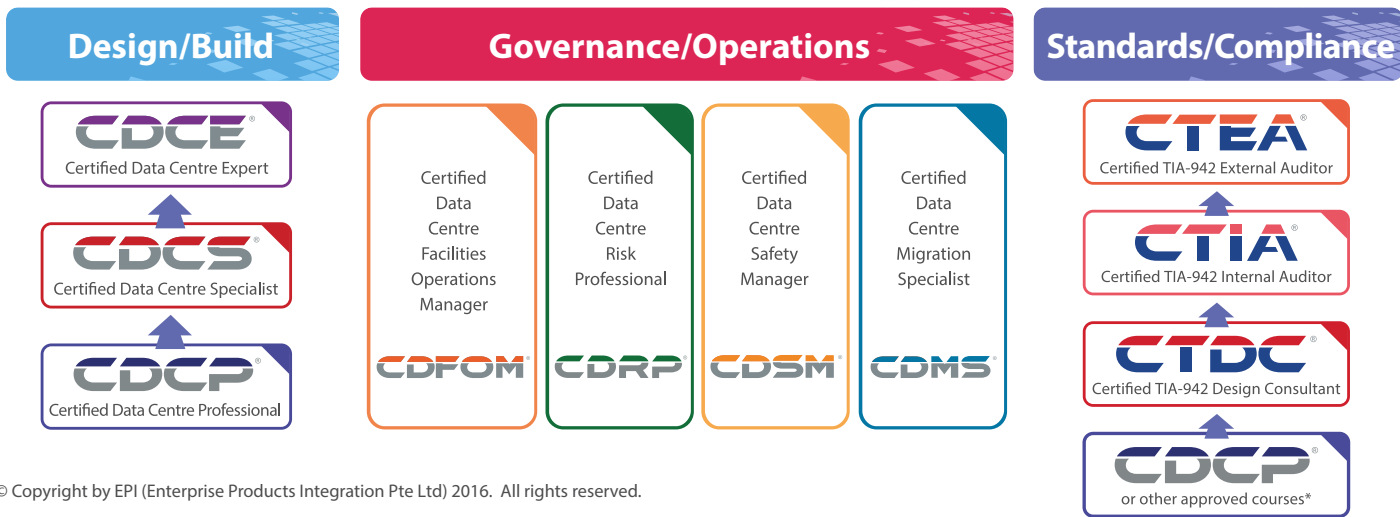 Design/Build
CDCE®
Certified Data Centre Expert
CDCS®
Certified Data Centre Specialist
CDCP®
Certified Data Centre Professional
Governance/Operations
Certified
Data
Centre
Facilities
Operations
Manager
CDFOM®
Certified
Data
Centre
Risk
Professional
CDRP®
Certified
Data
Centre
Safety
Manager
CDSM®
Certified
Data
Centre
Migration
Specialist
CDMS®
Standards/Compliance
CTEA®
Certified TIA-942 External Auditor
CTIA®
Certified TIA-942 Internal Auditor
CTDC®
Certified TIA-942 Design Consultant
CDCP®
or other approved courses*
© Copyright by EPI (Enterprise Products Integration Pte Ltd) 2016. All rights reserved.